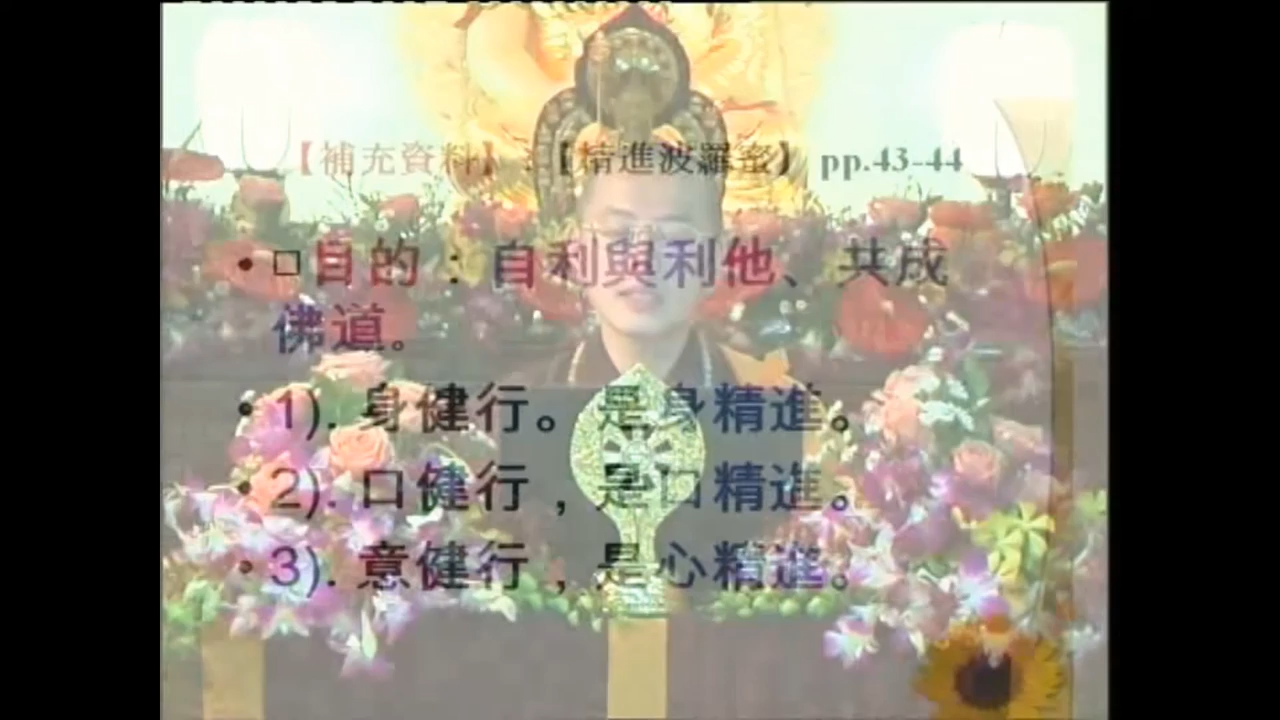 【補充資料】:【精進波羅蜜】 pp.43-44
•□目的：自利與利他、共成
佛道。
• 1). 身健行。是身精進。
• 2). 口健行，是口精進。
• 3). 意健行，是心精進。